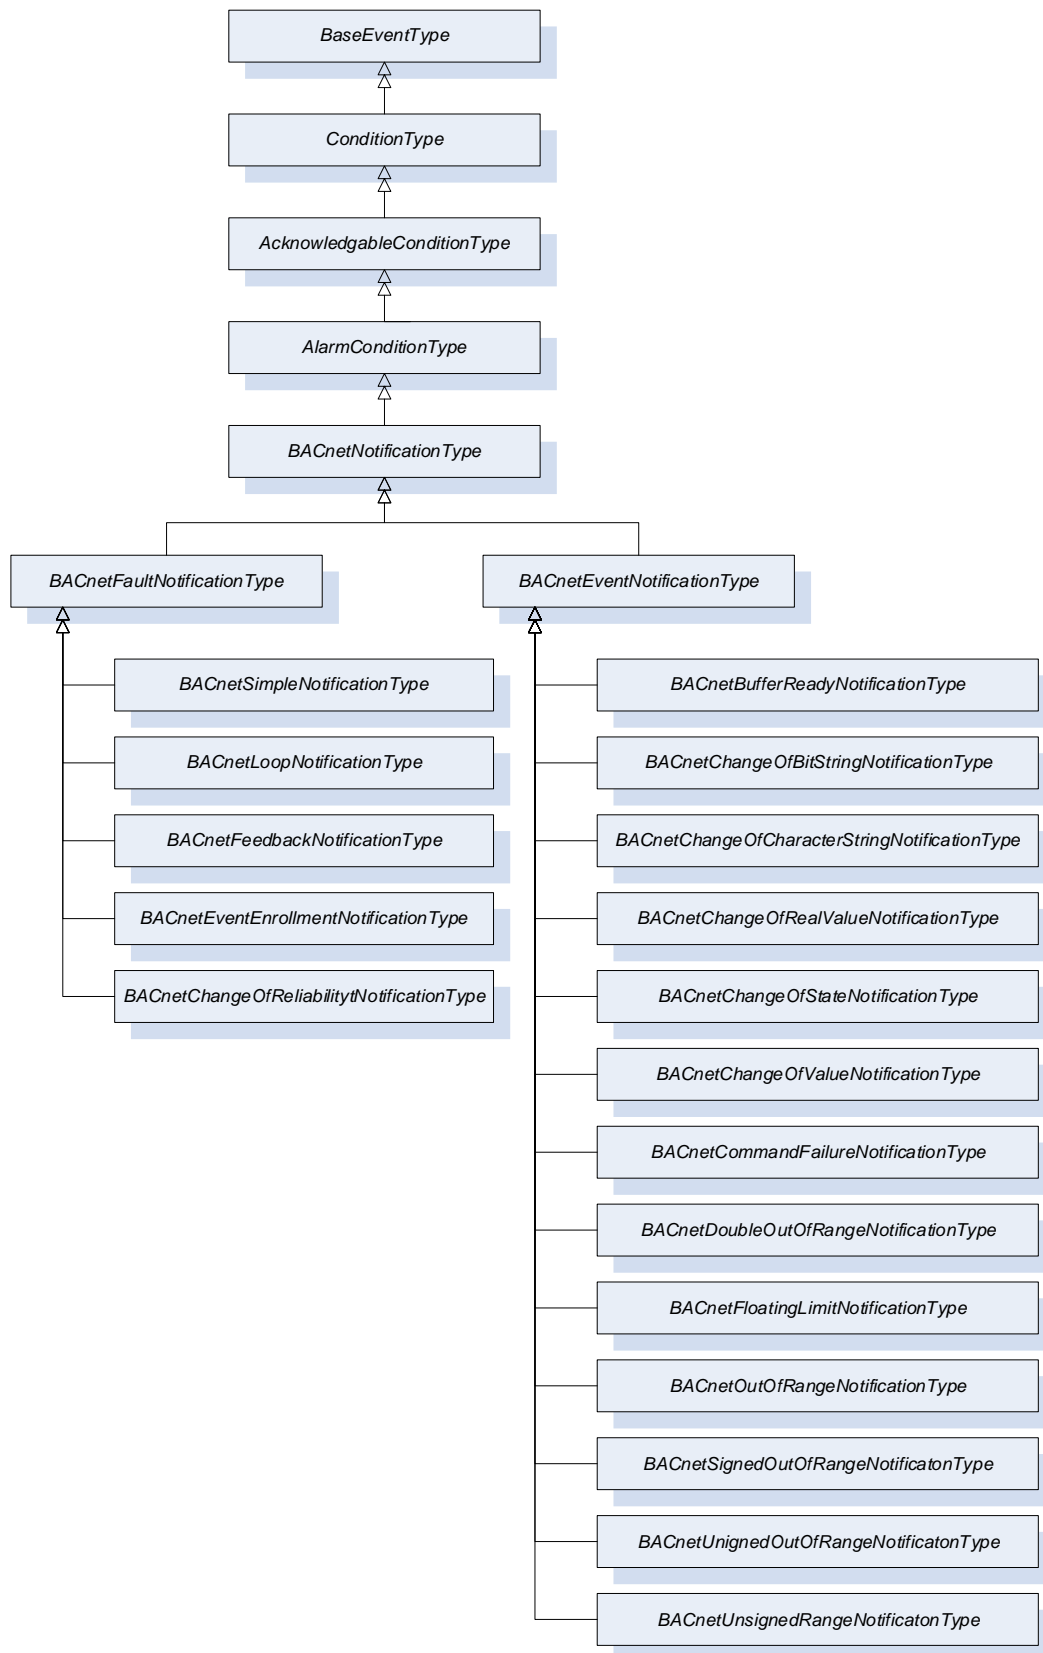 BaseEventType
ConditionType
AcknowledgableConditionType
AlarmConditionType
BACnetNotificationType
BACnetFaultNotificationType
BACnetEventNotificationType
BACnetSimpleNotificationType
BACnetLoopNotificationType
BACnetFeedbackNotificationType
BACnetEventEnrollmentNotificationType
BACnetChangeOfReliabilitytNotificationType
BACnetBufferReadyNotificationType
BACnetChangeOfBitStringNotificationType
BACnetChangeOfCharacterStringNotificationType
BACnetChangeOfRealValueNotificationType
BACnetChangeOfStateNotificationType
BACnetChangeOfValueNotificationType
BACnetCommandFailureNotificationType
BACnetDoubleOutOfRangeNotificationType
BACnetFloatingLimitNotificationType
BACnetOutOfRangeNotificationType
BACnetSignedOutOfRangeNotificatonType
BACnetUnignedOutOfRangeNotificatonType
BACnetUnsignedRangeNotificatonType